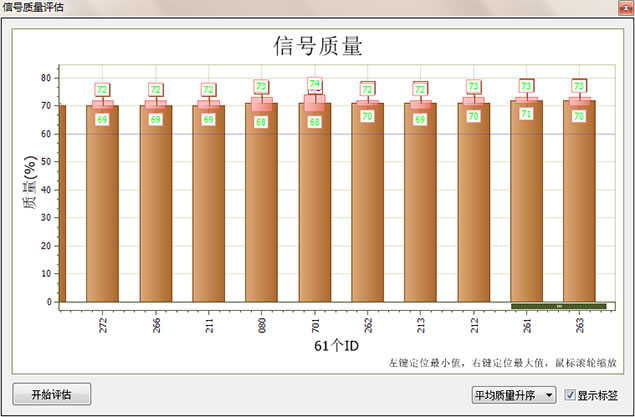 信号质量评估
信号质量
质量(%)
80
70
60
50
40
30
20
10
0
72 72 72 73 74 72 72 73 73 73
69 69 69 68 68 70 69 70 71 70
272 266 211 080 701 262 213 212 261 263
61个ID
左键定位最小值，右键定位最大值，鼠标滚轮缩放
开始评估
平均质量升序
显示标签